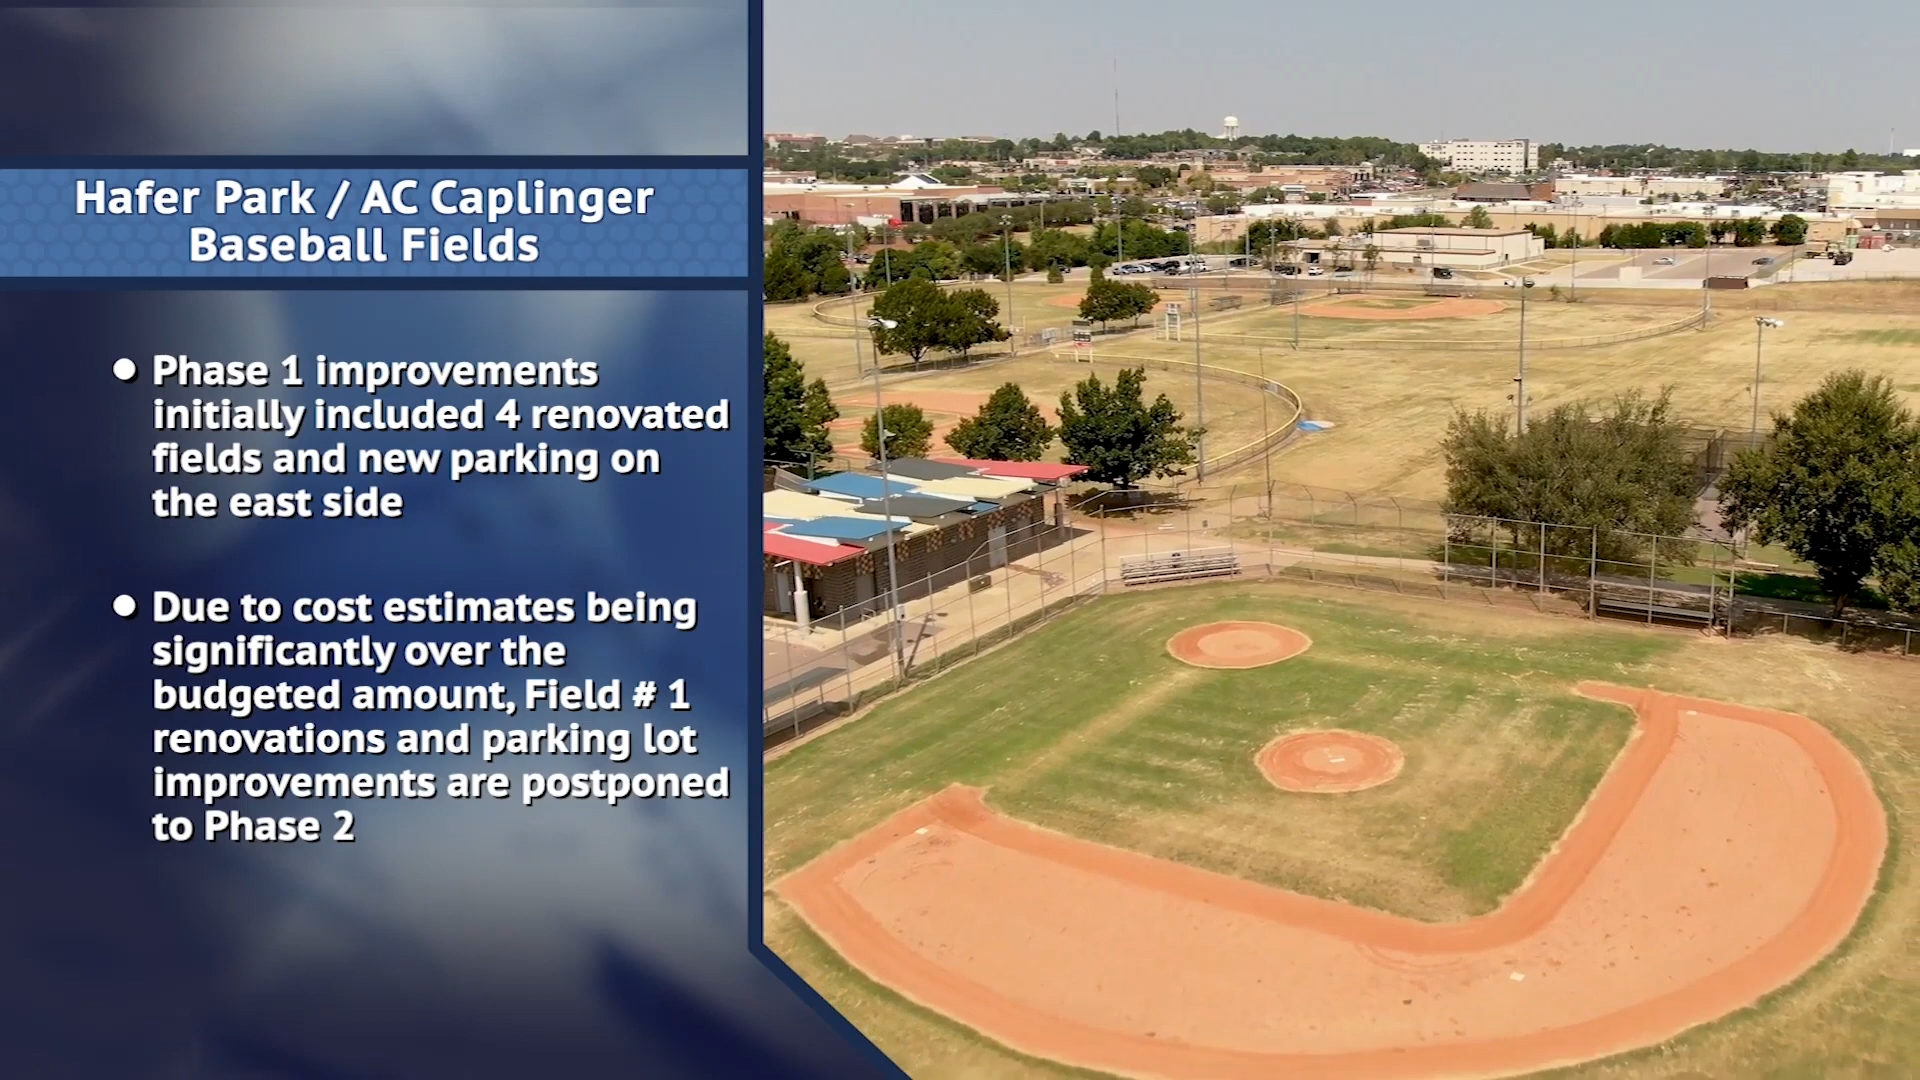 Hafer Park / AC Caplinger
Baseball Fields
• Phase 1 improvements
initially included 4 renovated
fields and new parking on
the east side
• Due to cost estimates being
significantly over the
budgeted amount, Field # 1
renovations and parking lot
improvements are postponed
to Phase 2